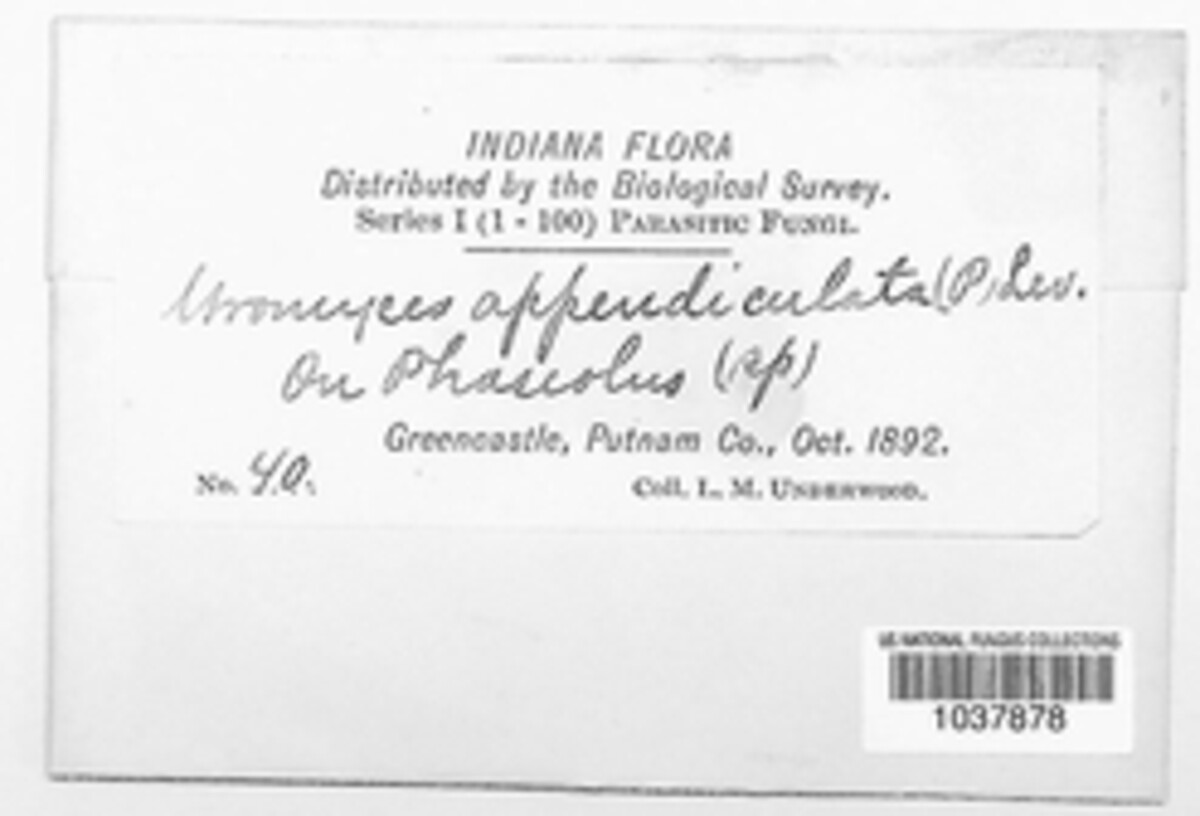 INDIANA FLORA
Distributed by the Biological Survey.
Series I (1 - 100) PARASITIC FUNGI.
Uromyces appendiculata (P) Lev.
On Phaseolus (sp)
Greencastle, Putnam Co., Oct. 1892.
No. 40.
Coll. L. M. UNDERWOOD.
US NATIONAL FUNGUS COLLECTIONS
1037878